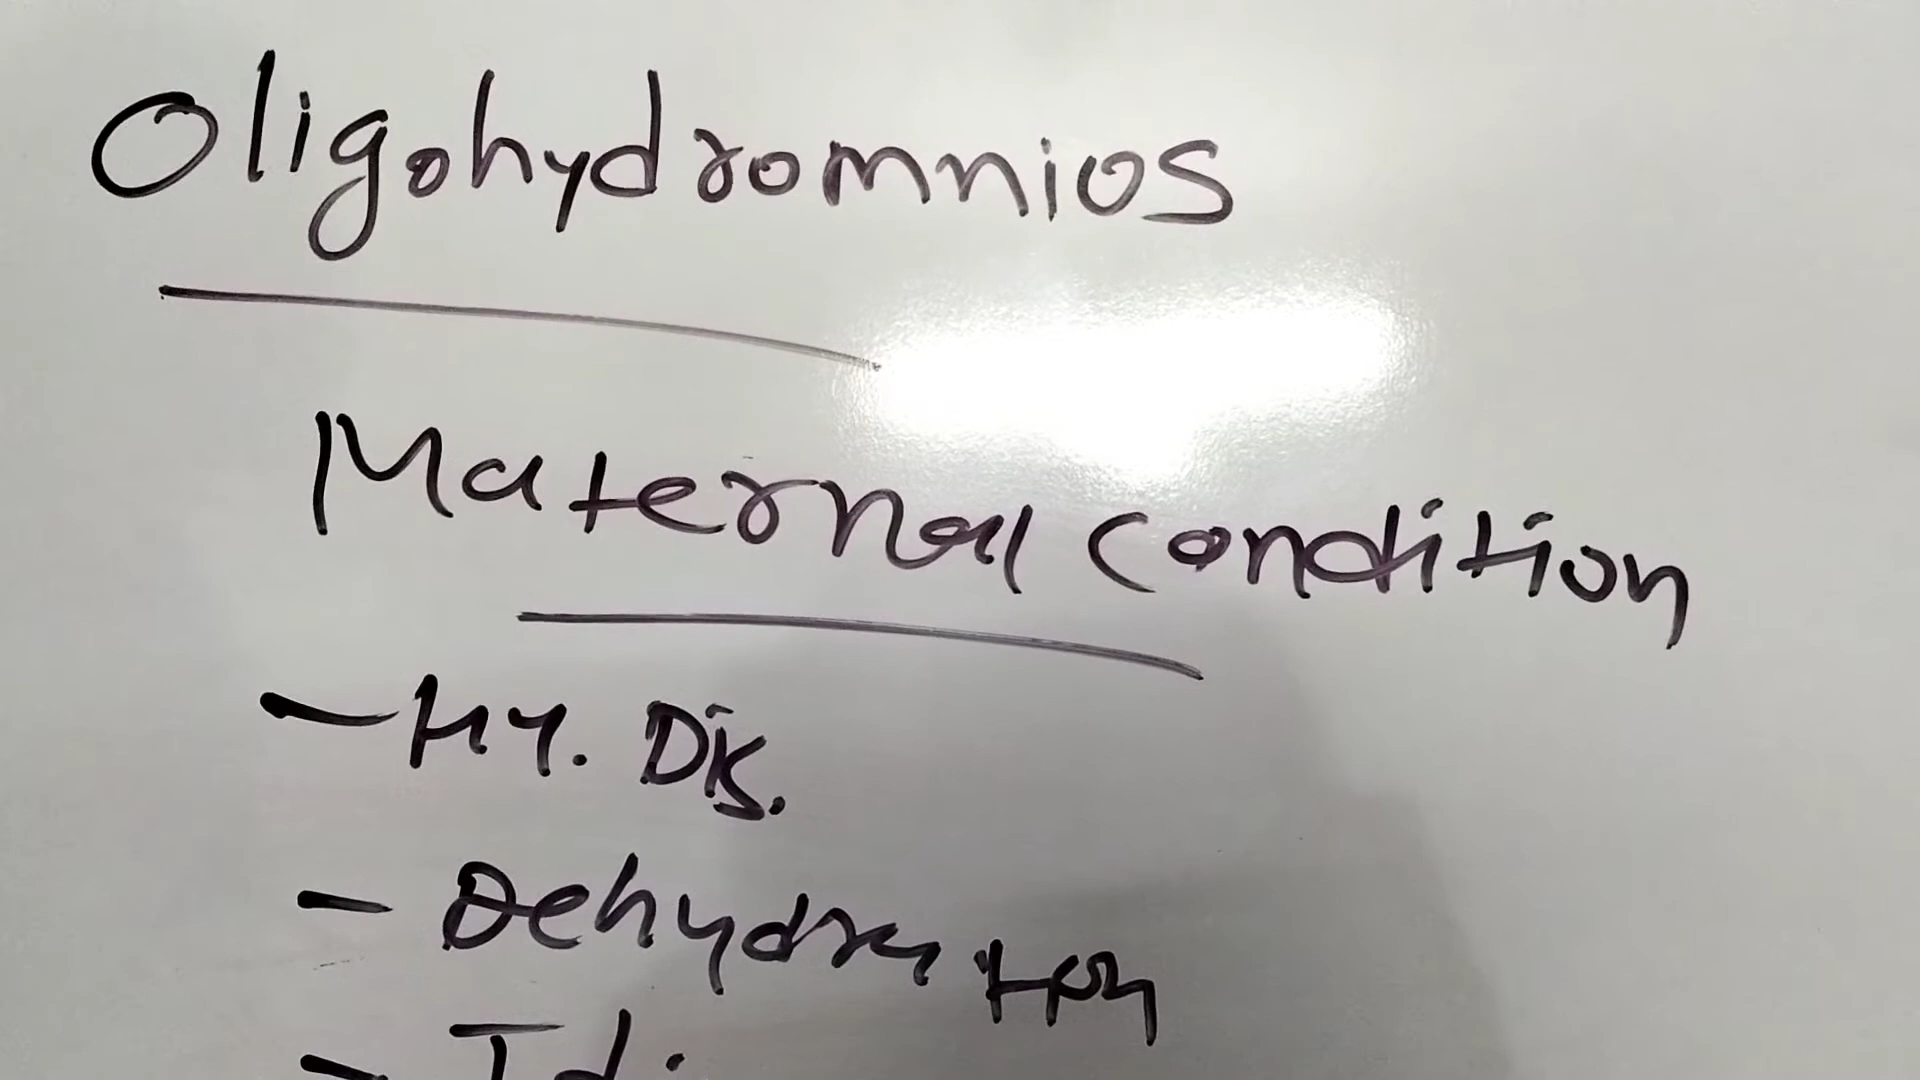 Oligohydromnios
Maternal condition
- HY. Dis.
- Dehydration